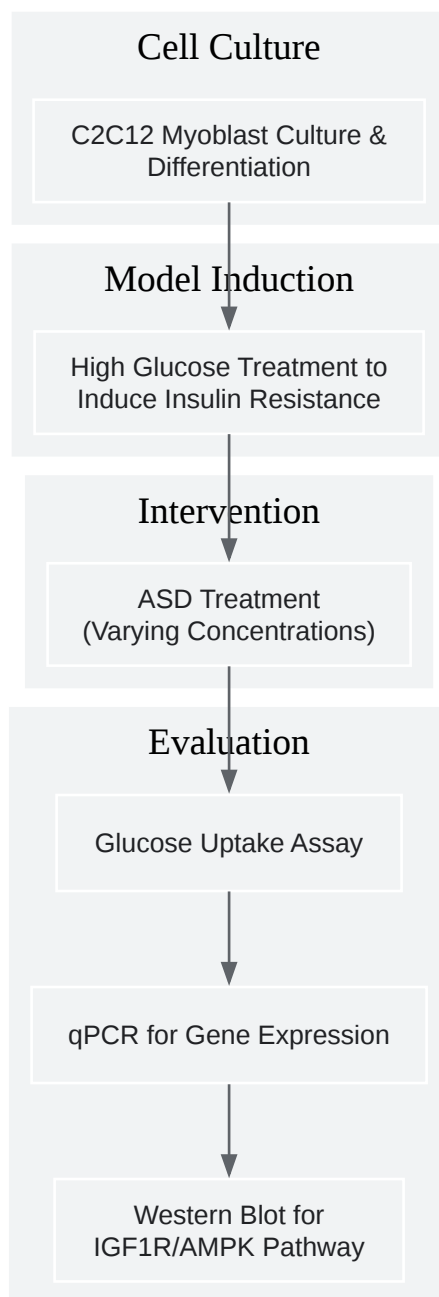 Cell Culture
C2C12 Myoblast Culture &
Differentiation
Model Induction
High Glucose Treatment to
Induce Insulin Resistance
Intervention
ASD Treatment
(Varying Concentrations)
Evaluation
Glucose Uptake Assay
qPCR for Gene Expression
Western Blot for
IGF1R/AMPK Pathway